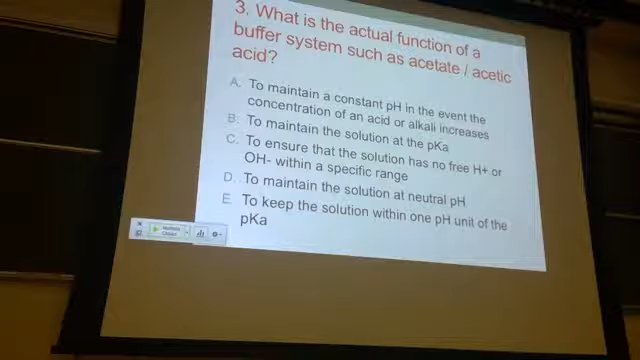 3. What is the actual function of a
buffer system such as acetate / acetic
acid?
A. To maintain a constant pH in the event the
concentration of an acid or alkali increases
B. To maintain the solution at the pKa
C. To ensure that the solution has no free H+ or
OH- within a specific range
D. To maintain the solution at neutral pH
E. To keep the solution within one pH unit of the
pKa